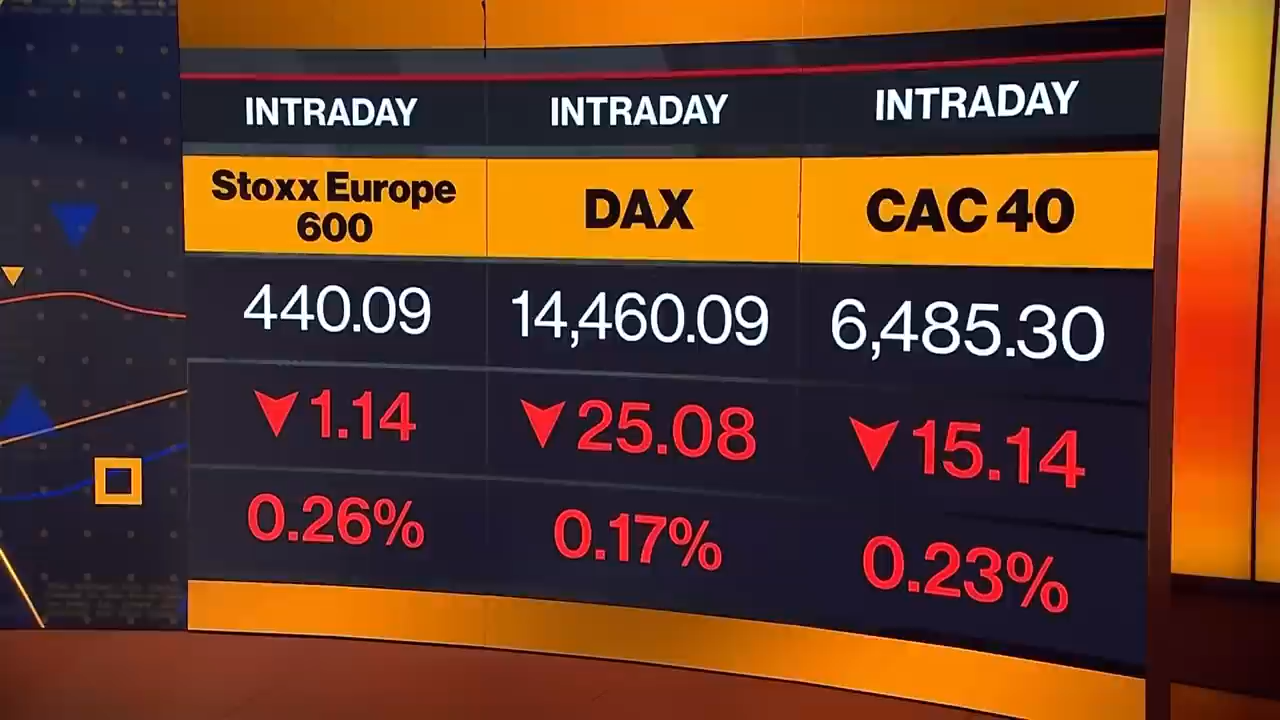 INTRADAY INTRADAY INTRADAY
Stoxx Europe
600
DAX
CAC 40
440.09 14,460.09 6,485.30
1.14 25.08 15.14
0.26% 0.17% 0.23%